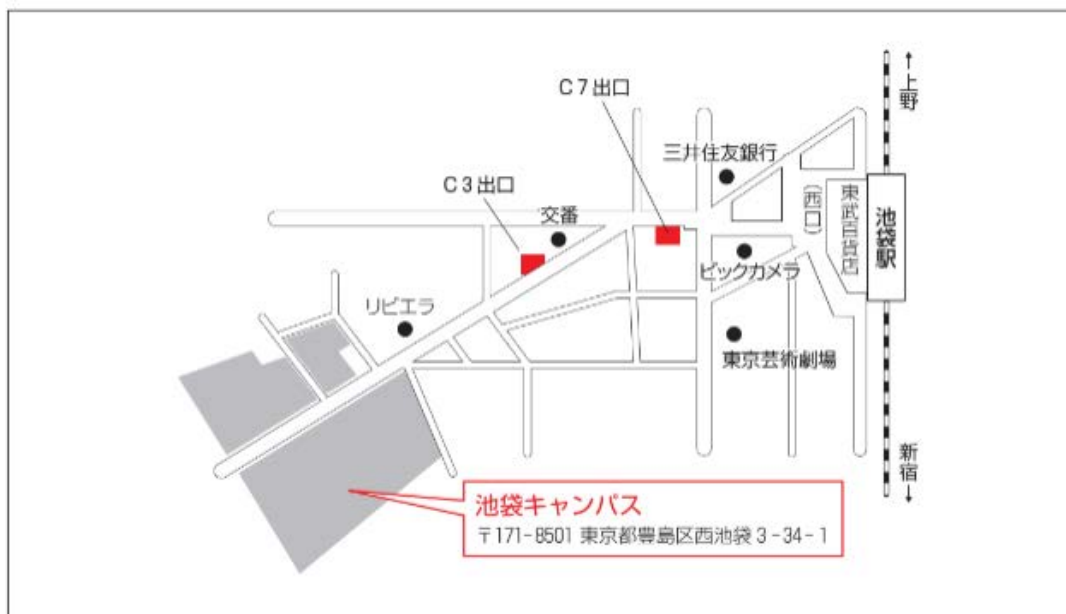 ←上野
C7出口
三井住友銀行
C3出口
交番
(西口)
東武百貨店
池袋駅
ビックカメラ
リビエラ
東京芸術劇場
新宿→
池袋キャンパス
〒171-8501 東京都豊島区西池袋3-34-1